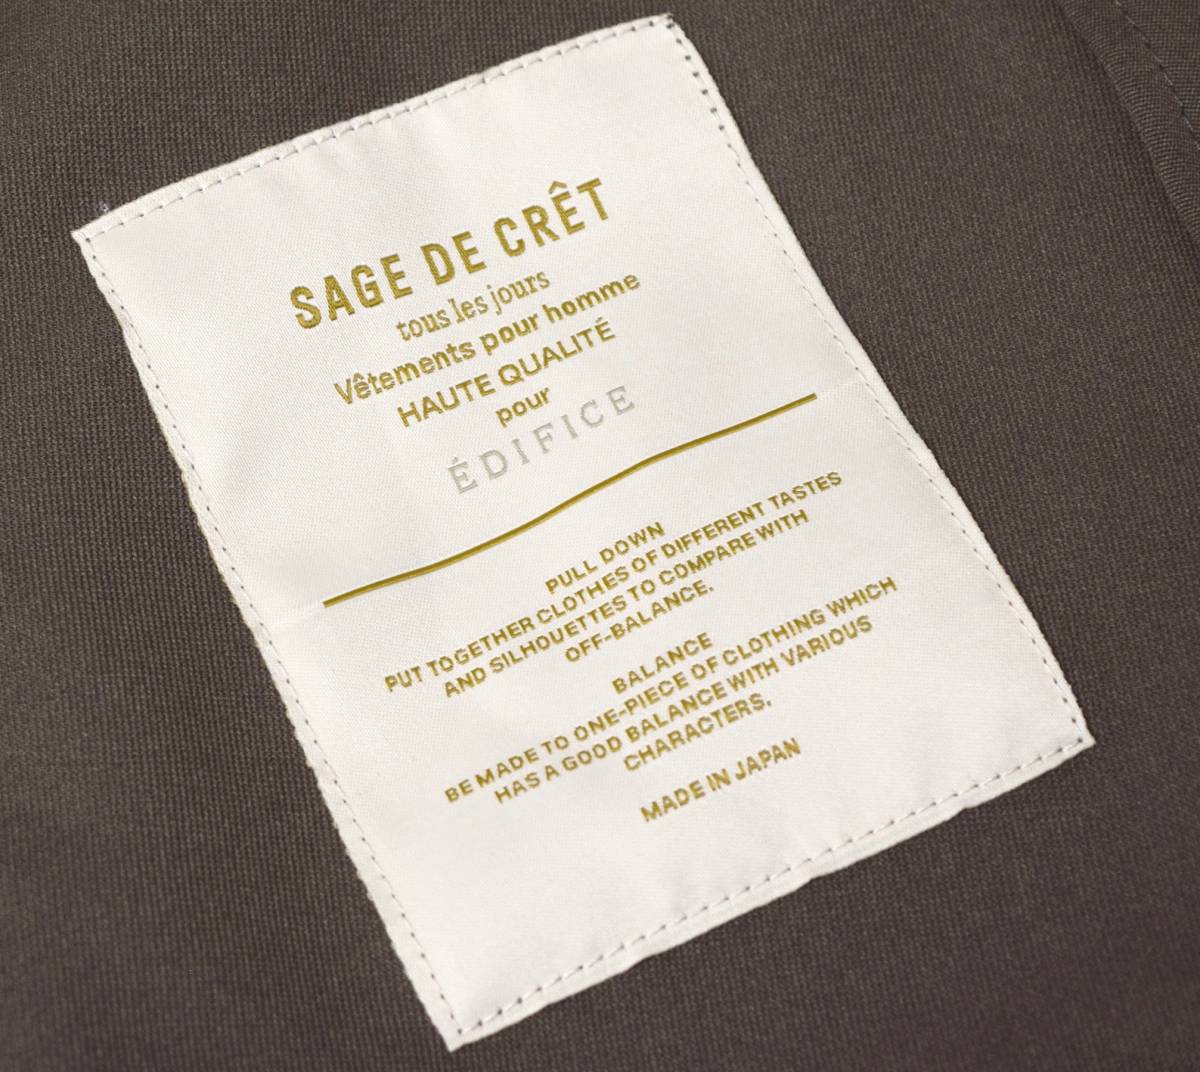 SAGE DE CRÊT
tous les jours
Vêtements pour homme
HAUTE QUALITÉ
pour
ÉDIFICE
PULL DOWN
PUT TOGETHER CLOTHES OF DIFFERENT TASTES
AND SILHOUETTES TO COMPARE WITH
OFF-BALANCE.
BALANCE
BE MADE TO ONE-PIECE OF CLOTHING WHICH
HAS A GOOD BALANCE WITH VARIOUS
CHARACTERS.
MADE IN JAPAN